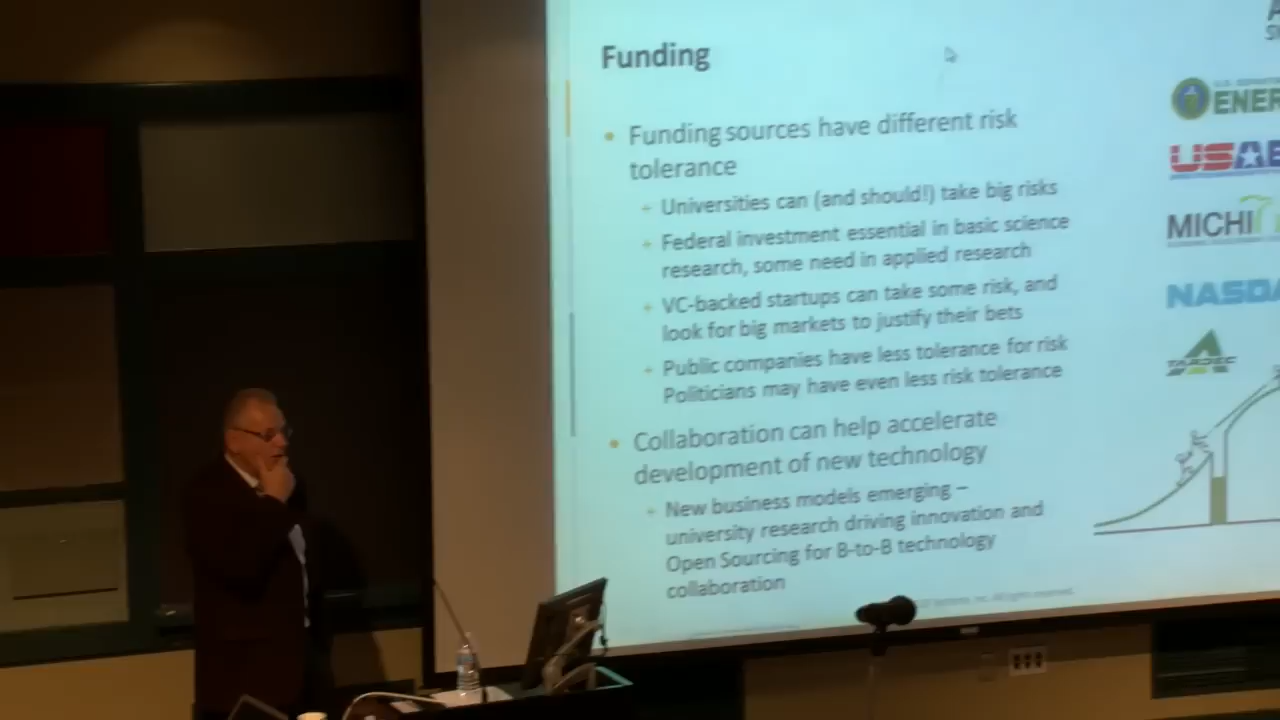 Funding
Funding sources have different risk
tolerance
Universities can (and should!) take big risks
Federal investment essential in basic science
research, some need in applied research
VC-backed startups can take some risk, and
look for big markets to justify their bets
Public companies have less tolerance for risk
Politicians may have even less risk tolerance
Collaboration can help accelerate
development of new technology
New business models emerging –
university research driving innovation and
Open Sourcing for B-to-B technology
collaboration
ENER
USAB
MICHI
NASDA
All rights reserved.